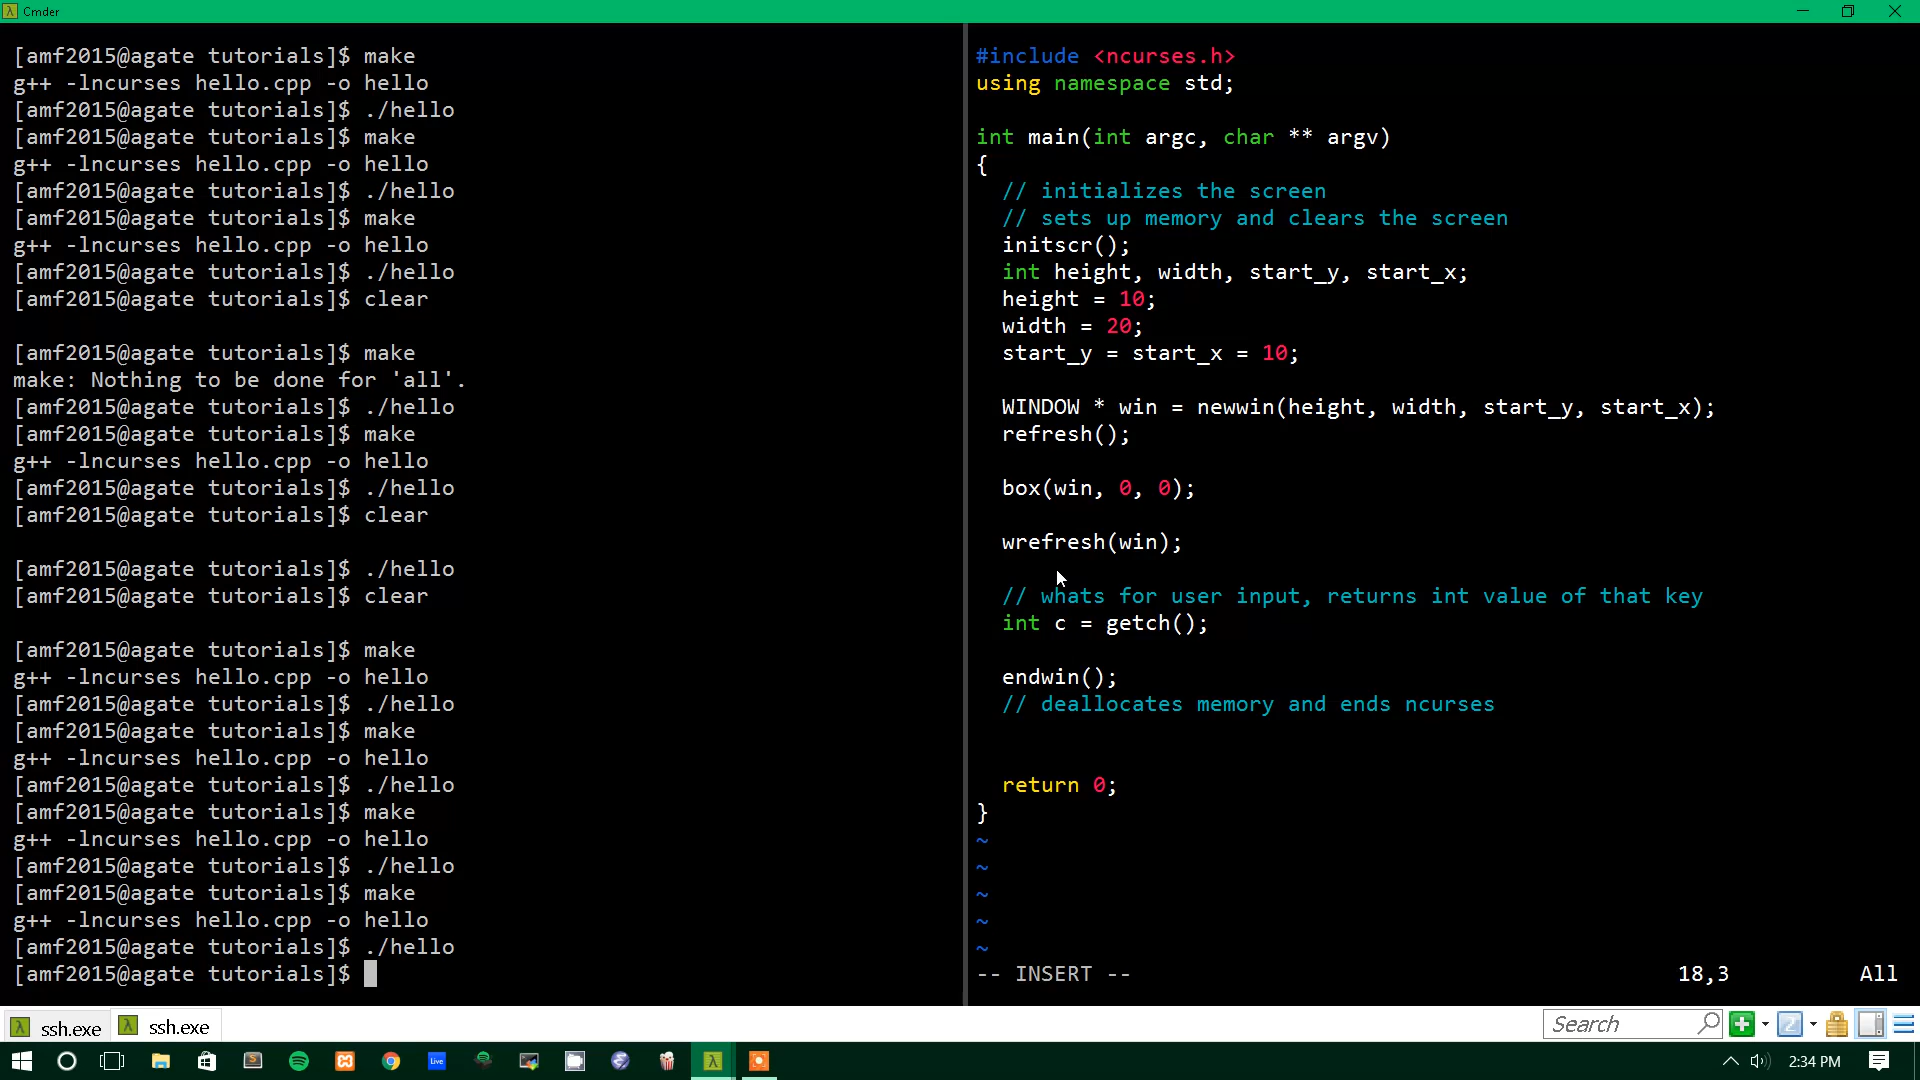 Cmder
[amf2015@agate tutorials]$ make
g++ -lncurses hello.cpp -o hello
[amf2015@agate tutorials]$ ./hello
[amf2015@agate tutorials]$ make
g++ -lncurses hello.cpp -o hello
[amf2015@agate tutorials]$ ./hello
[amf2015@agate tutorials]$ make
g++ -lncurses hello.cpp -o hello
[amf2015@agate tutorials]$ ./hello
[amf2015@agate tutorials]$ clear
[amf2015@agate tutorials]$ make
make: Nothing to be done for 'all'.
[amf2015@agate tutorials]$ ./hello
[amf2015@agate tutorials]$ make
g++ -lncurses hello.cpp -o hello
[amf2015@agate tutorials]$ ./hello
[amf2015@agate tutorials]$ clear
[amf2015@agate tutorials]$ ./hello
[amf2015@agate tutorials]$ clear
[amf2015@agate tutorials]$ make
g++ -lncurses hello.cpp -o hello
[amf2015@agate tutorials]$ ./hello
[amf2015@agate tutorials]$ make
g++ -lncurses hello.cpp -o hello
[amf2015@agate tutorials]$ ./hello
[amf2015@agate tutorials]$ make
g++ -lncurses hello.cpp -o hello
[amf2015@agate tutorials]$ ./hello
[amf2015@agate tutorials]$ make
g++ -lncurses hello.cpp -o hello
[amf2015@agate tutorials]$ ./hello
[amf2015@agate tutorials]$
#include <ncurses.h>
using namespace std;
int main(int argc, char ** argv)
{
// initializes the screen
// sets up memory and clears the screen
initscr();
int height, width, start_y, start_x;
height = 10;
width = 20;
start_y = start_x = 10;
WINDOW * win = newwin(height, width, start_y, start_x);
refresh();
box(win, 0, 0);
wrefresh(win);
// whats for user input, returns int value of that key
int c = getch();
endwin();
// deallocates memory and ends ncurses
return 0;
}
~
~
~
~
~
-- INSERT -- 18,3 All
ssh.exe ssh.exe Search
Live 2:34 PM